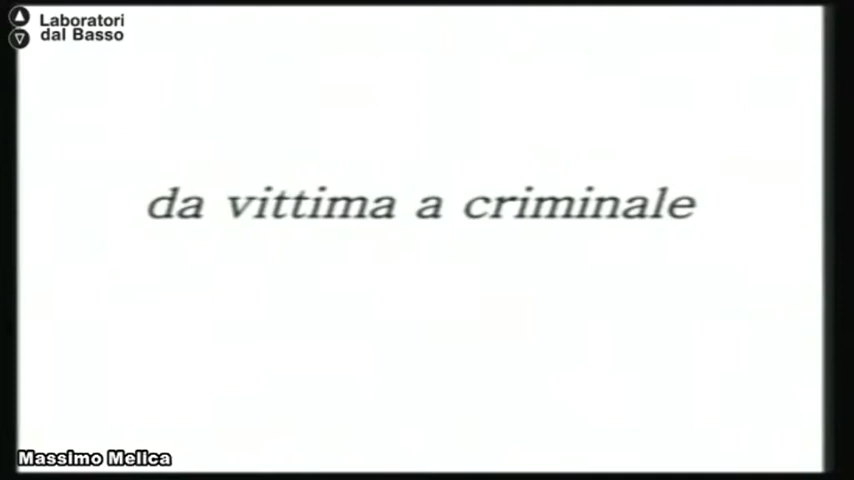 Laboratori
dal Basso
da vittima a criminale
Massimo Melica